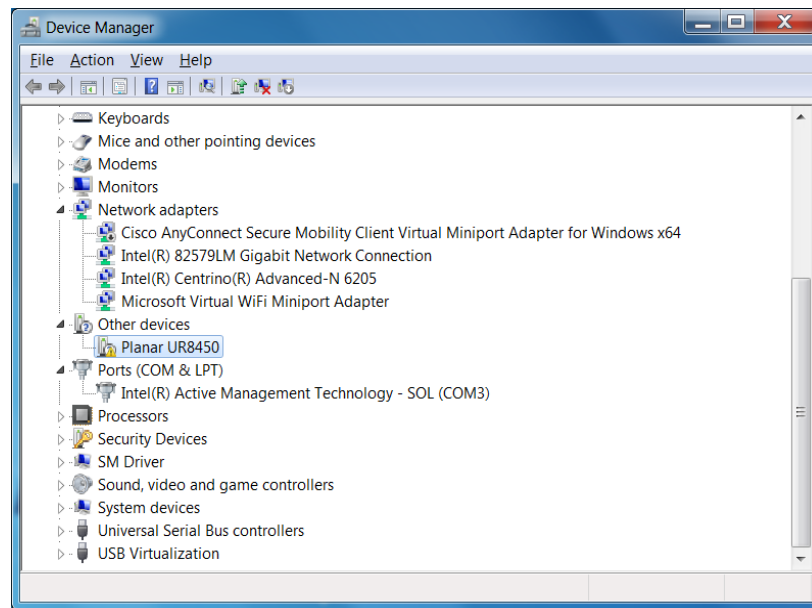 Device Manager
File Action View Help
Keyboards
Mice and other pointing devices
Modems
Monitors
Network adapters
Cisco AnyConnect Secure Mobility Client Virtual Miniport Adapter for Windows x64
Intel(R) 82579LM Gigabit Network Connection
Intel(R) Centrino(R) Advanced-N 6205
Microsoft Virtual WiFi Miniport Adapter
Other devices
Planar UR8450
Ports (COM & LPT)
Intel(R) Active Management Technology - SOL (COM3)
Processors
Security Devices
SM Driver
Sound, video and game controllers
System devices
Universal Serial Bus controllers
USB Virtualization